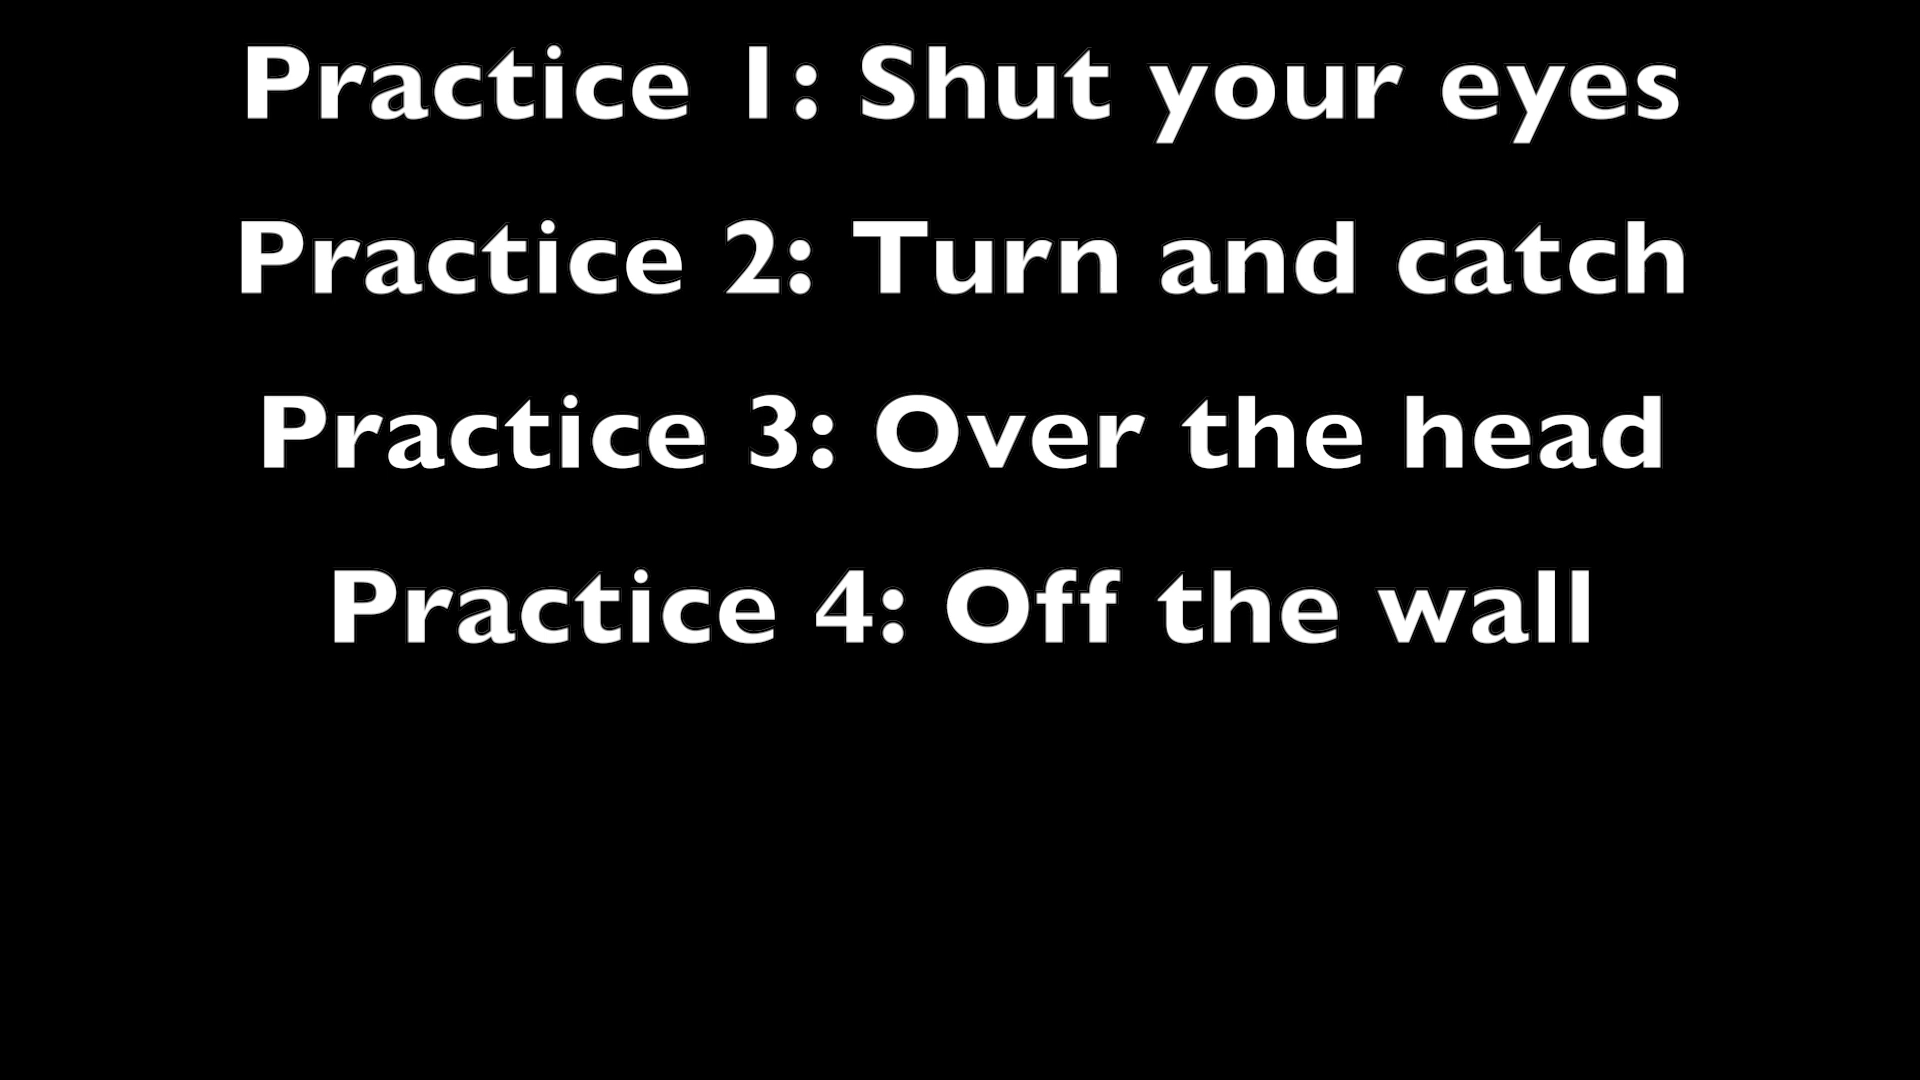 Practice 1: Shut your eyes
Practice 2: Turn and catch
Practice 3: Over the head
Practice 4: Off the wall